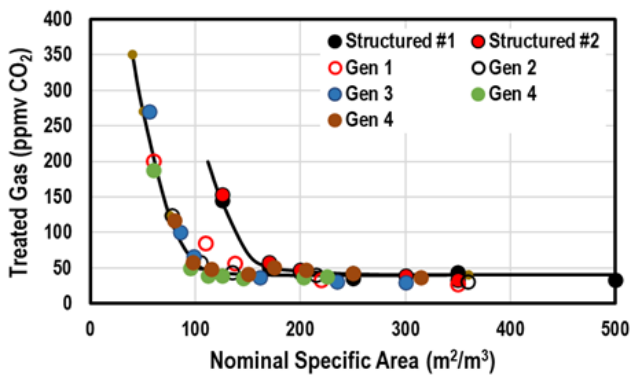 400
350
300
250
200
150
100
50
0
Treated Gas (ppmv CO₂)
Structured #1 Structured #2
Gen 1 Gen 2
Gen 3 Gen 4
Gen 4
0 100 200 300 400 500
Nominal Specific Area (m²/m³)